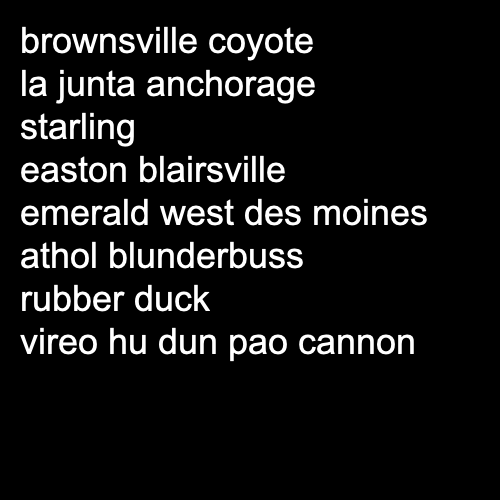 brownsville coyote
la junta anchorage
starling
easton blairsville
emerald west des moines
athol blunderbuss
rubber duck
vireo hu dun pao cannon